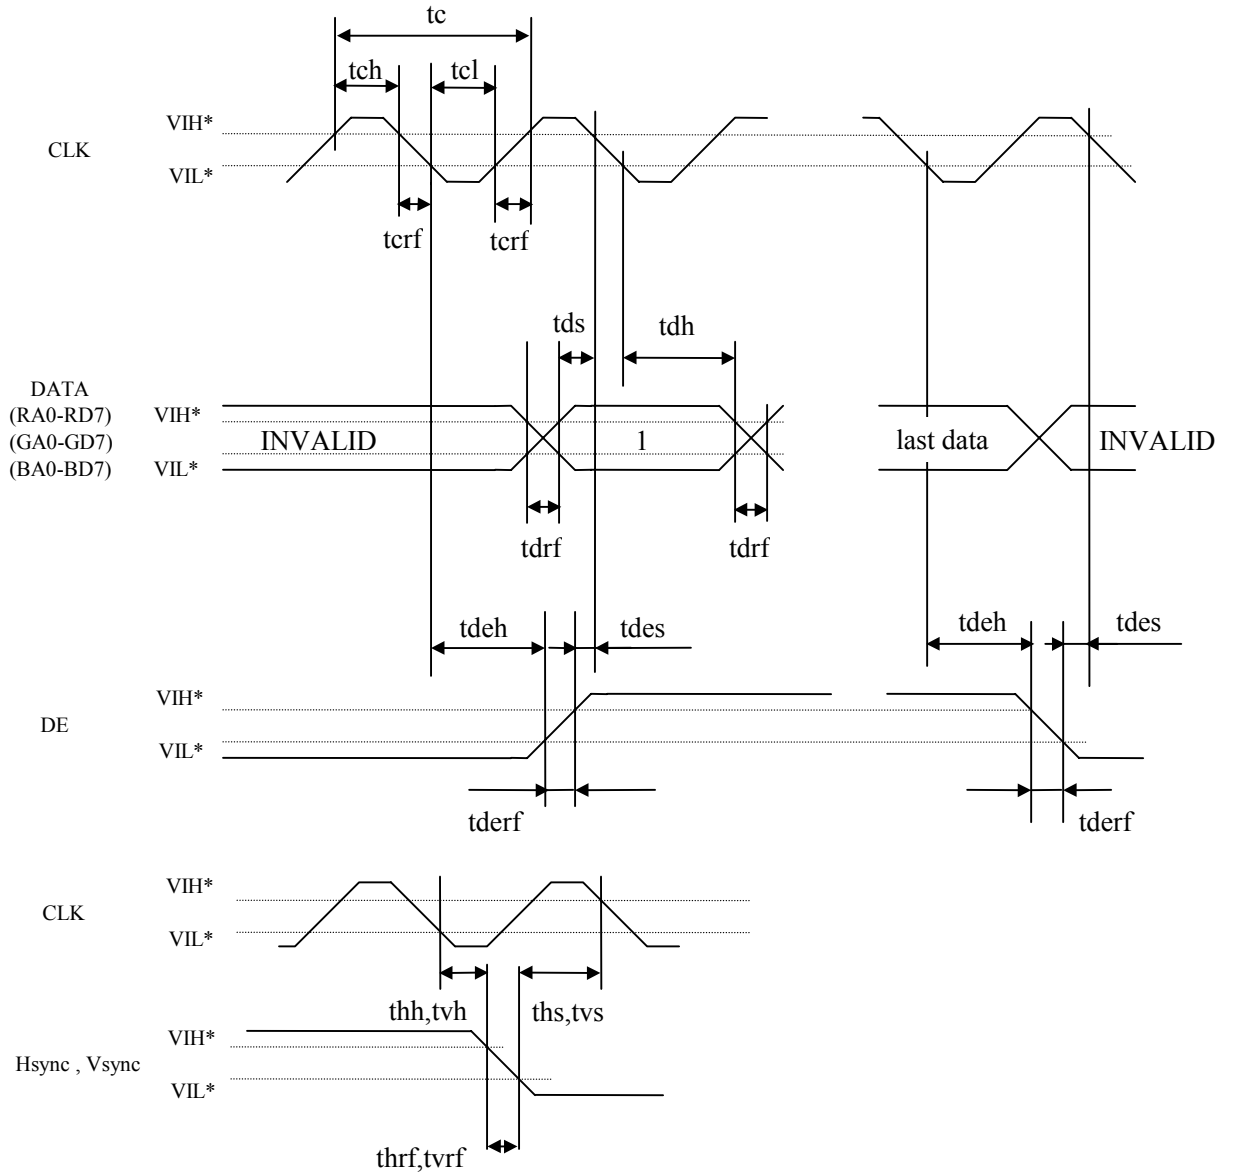 tc
tch
tcl
VIH*
CLK
VIL*
tcrf
tcrf
tds
tdh
DATA
(RA0-RD7)
VIH*
(GA0-GD7)
INVALID
1
last data
INVALID
(BA0-BD7)
VIL*
tdrf
tdrf
tdeh
tdes
tdeh
tdes
VIH*
DE
VIL*
tderf
tderf
VIH*
CLK
VIL*
thh,tvh
ths,tvs
VIH*
Hsync , Vsync
VIL*
thrf,tvrf